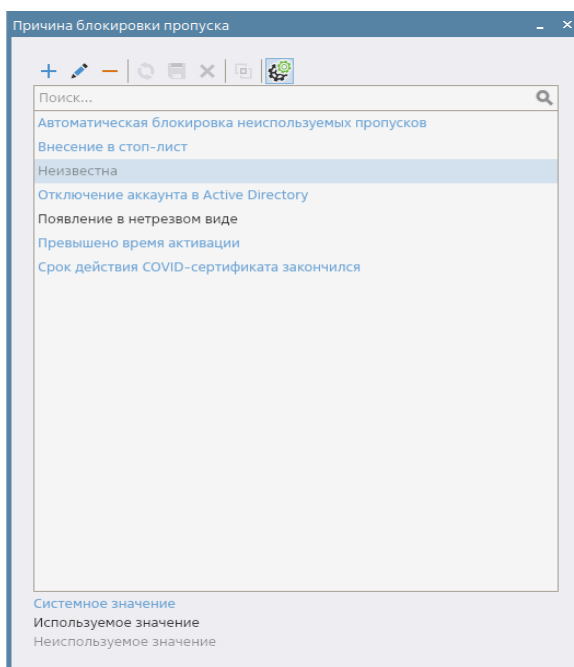 Причина блокировки пропуска
Поиск...
Автоматическая блокировка неиспользуемых пропусков
Внесение в стоп-лист
Неизвестна
Отключение аккаунта в Active Directory
Появление в нетрезвом виде
Превышено время активации
Срок действия COVID-сертификата закончился
Системное значение
Используемое значение
Неиспользуемое значение